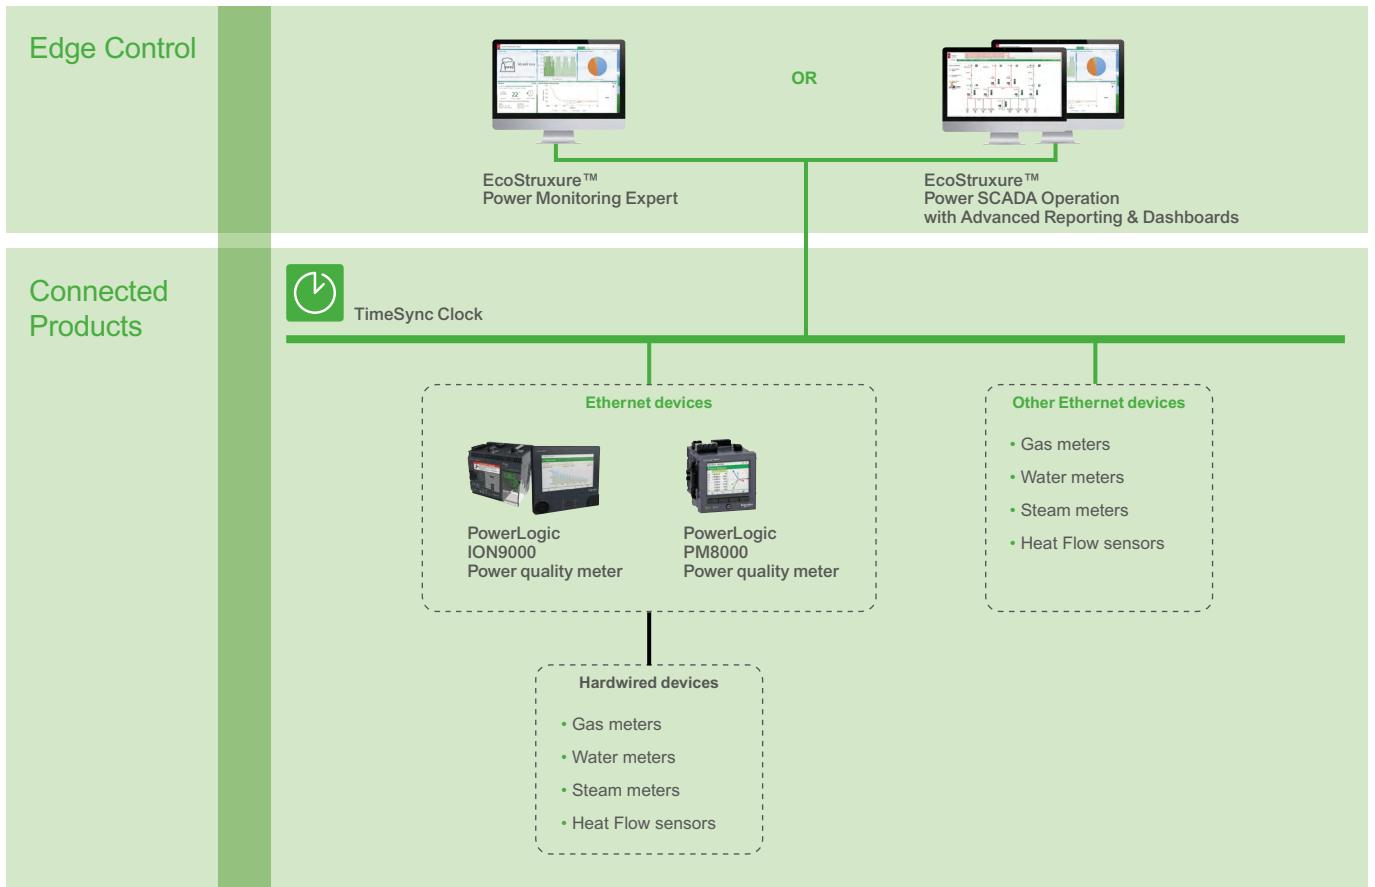 Edge Control
OR
EcoStruxure™
Power Monitoring Expert
EcoStruxure™
Power SCADA Operation
with Advanced Reporting & Dashboards
Connected
Products
TimeSync Clock
Ethernet devices
PowerLogic
ION9000
Power quality meter
PowerLogic
PM8000
Power quality meter
Other Ethernet devices
• Gas meters
• Water meters
• Steam meters
• Heat Flow sensors
Hardwired devices
• Gas meters
• Water meters
• Steam meters
• Heat Flow sensors